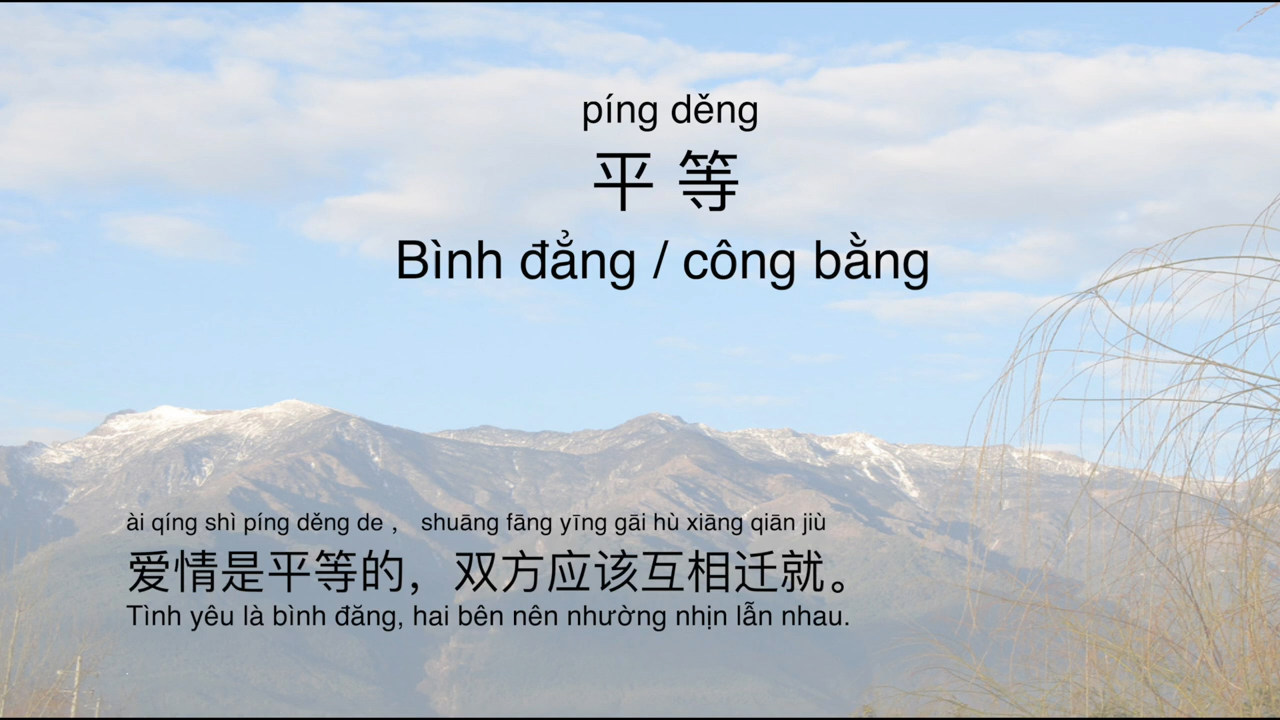 píng děng
平 等
Bình đẳng / công bằng
ài qíng shì píng děng de ， shuāng fāng yīng gāi hù xiāng qiān jiù
爱情是平等的，双方应该互相迁就。
Tình yêu là bình đăng, hai bên nên nhường nhịn lẫn nhau.